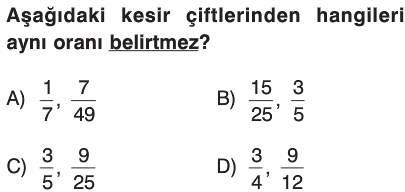 Aşağıdaki kesir çiftlerinden hangileri
aynı oranı belirtmez?
A) 1/7, 7/49
B) 15/25, 3/5
C) 3/5, 9/25
D) 3/4, 9/12